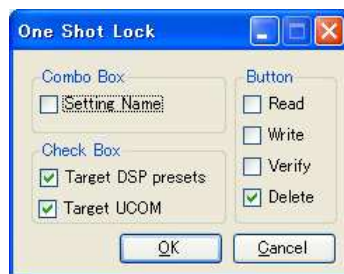 One Shot Lock
Combo Box
Setting Name
Check Box
Target DSP presets
Target UCOM
Button
Read
Write
Verify
Delete
OK
Cancel